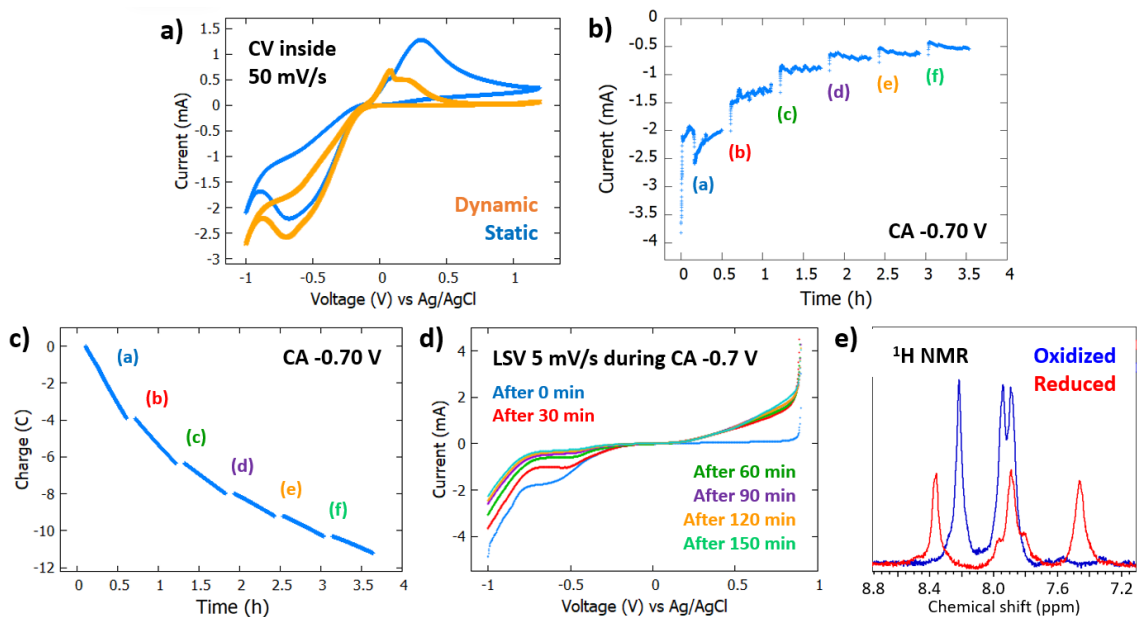 a)
CV inside
50 mV/s
Dynamic
Static
Current (mA)
1.5
1
0.5
0
-0.5
-1
-1.5
-2
-2.5
-3
-1
-0.5
0
0.5
1
Voltage (V) vs Ag/AgCl
b)
Current (mA)
-0.5
-1
-1.5
-2
-2.5
-3
-3.5
-4
(a)
(b)
(c)
(d)
(e)
(f)
CA -0.70 V
0
0.5
1
1.5
2
2.5
3
3.5
4
Time (h)
c)
CA -0.70 V
Charge (C)
0
-2
-4
-6
-8
-10
-12
(a)
(b)
(c)
(d)
(e)
(f)
0
0.5
1
1.5
2
2.5
3
3.5
4
Time (h)
d)
LSV 5 mV/s during CA -0.7 V
After 0 min
After 30 min
After 60 min
After 90 min
After 120 min
After 150 min
Current (mA)
4
2
0
-2
-4
-1
-0.5
0
0.5
1
Voltage (V) vs Ag/AgCl
e)
¹H NMR
Oxidized
Reduced
8.8
8.4
8.0
7.6
7.2
Chemical shift (ppm)